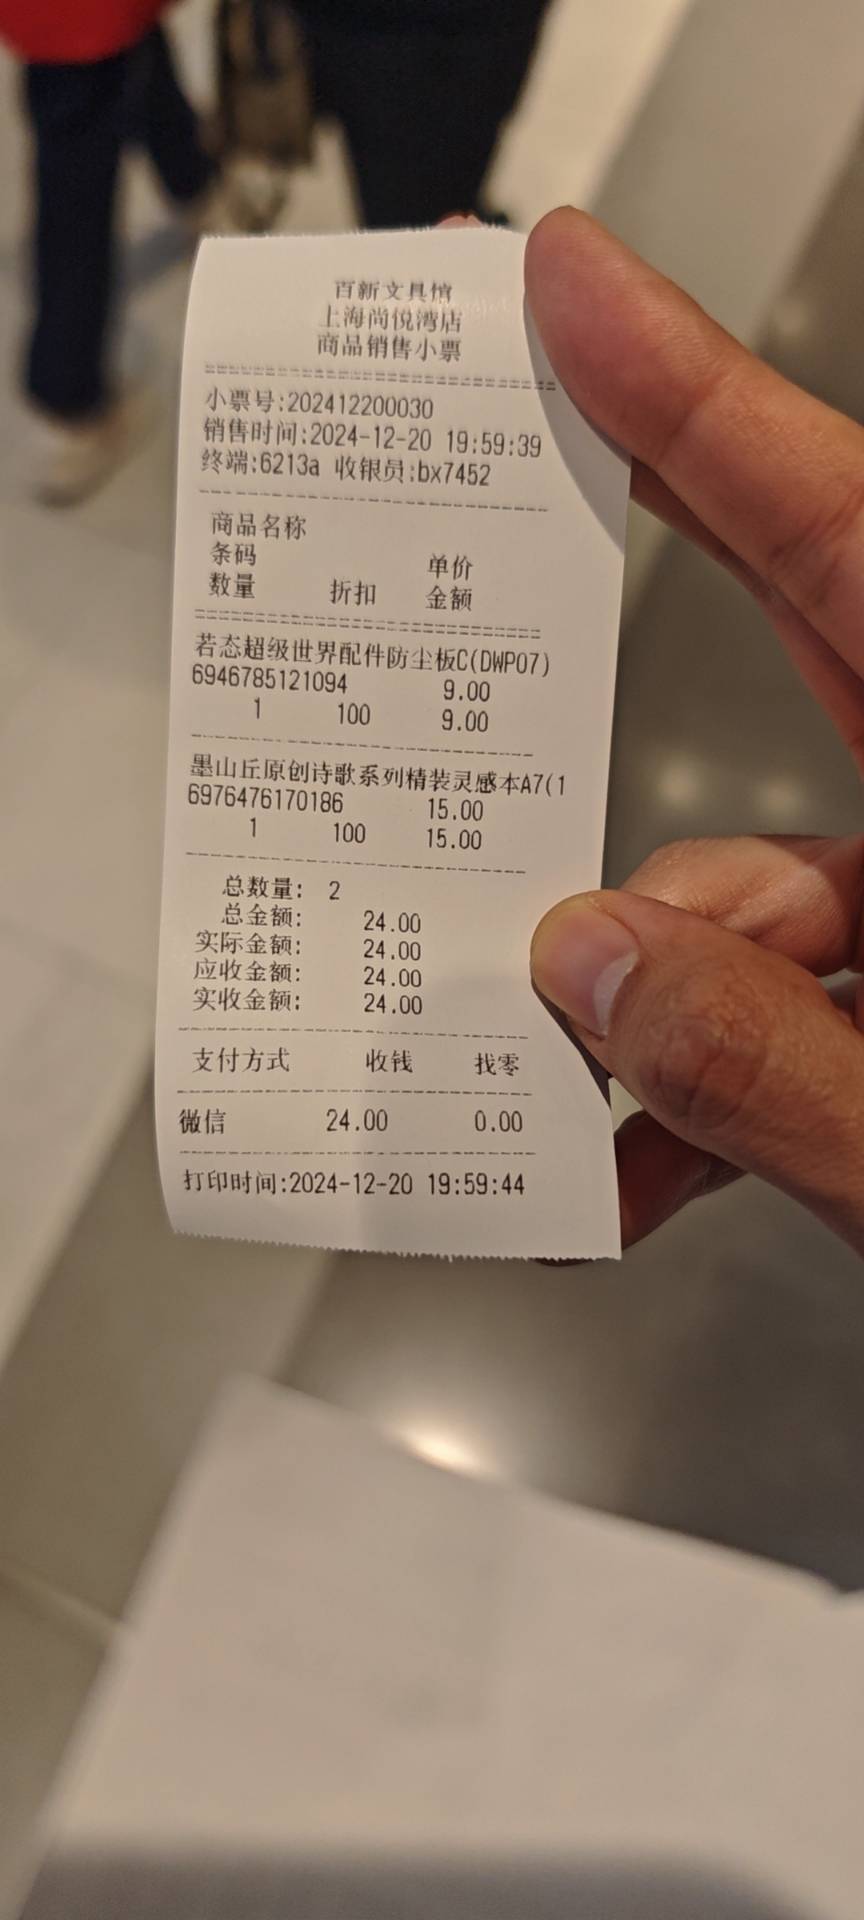 百新文具馆
上海尚悦湾店
商品销售小票
小票号:202412200030
销售时间:2024-12-20 19:59:39
终端:6213a 收银员:bx7452
商品名称
条码 单价
数量 折扣 金额
若态超级世界配件防尘板C(DWP07)
6946785121094 9.00
1 100 9.00
墨山丘原创诗歌系列精装灵感本A7(1
6976476170186 15.00
1 100 15.00
总数量: 2
总金额: 24.00
实际金额: 24.00
应收金额: 24.00
实收金额: 24.00
支付方式 收钱 找零
微信 24.00 0.00
打印时间:2024-12-20 19:59:44